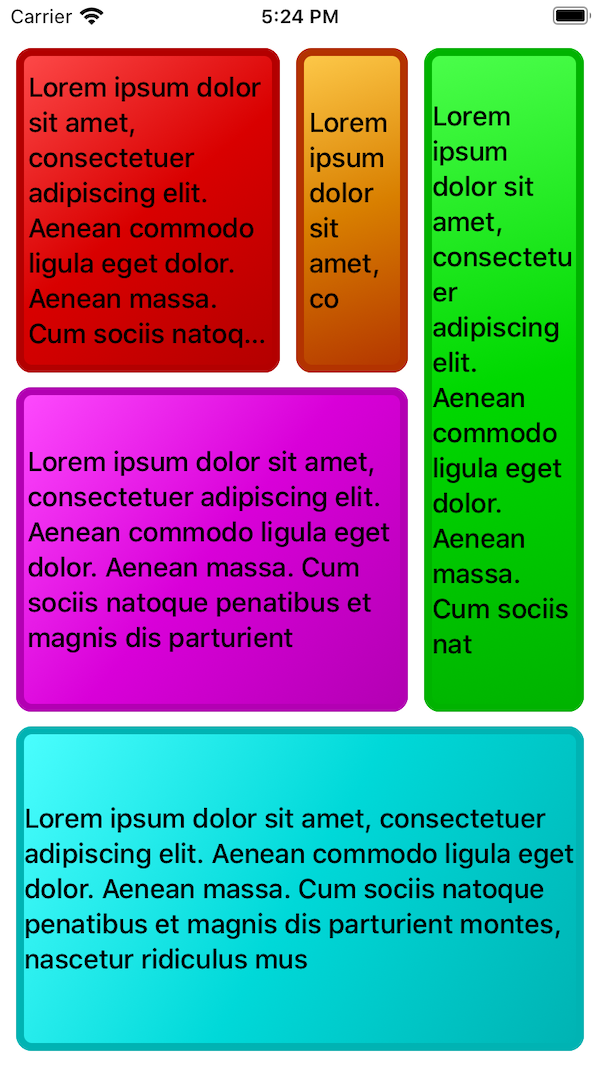 Carrier
5:24 PM
Lorem ipsum dolor
sit amet,
consectetuer
adipiscing elit.
Aenean commodo
ligula eget dolor.
Aenean massa.
Cum sociis natoq...
Lorem
ipsum
dolor
sit
amet,
co
Lorem
ipsum
dolor sit
amet,
consectetu
er
adipiscing
elit.
Aenean
commodo
ligula eget
dolor.
Aenean
massa.
Cum sociis
nat
Lorem ipsum dolor sit amet,
consectetuer adipiscing elit.
Aenean commodo ligula eget
dolor. Aenean massa. Cum
sociis natoque penatibus et
magnis dis parturient
Lorem ipsum dolor sit amet, consectetuer
adipiscing elit. Aenean commodo ligula eget
dolor. Aenean massa. Cum sociis natoque
penatibus et magnis dis parturient montes,
nascetur ridiculus mus